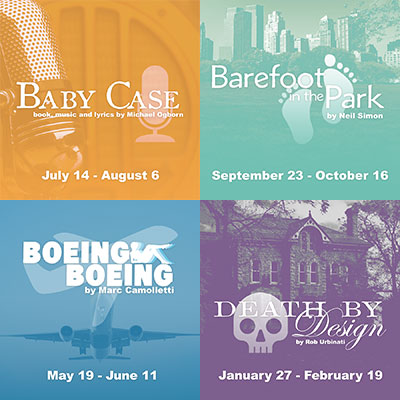 BABY CASE
book, music and lyrics by Michael Ogborn
July 14 - August 6
Barefoot
in the Park
by Neil Simon
September 23 - October 16
BOEING
BOEING
by Marc Camolietti
May 19 - June 11
DEATH BY
Design
by Rob Urbinati
January 27 - February 19